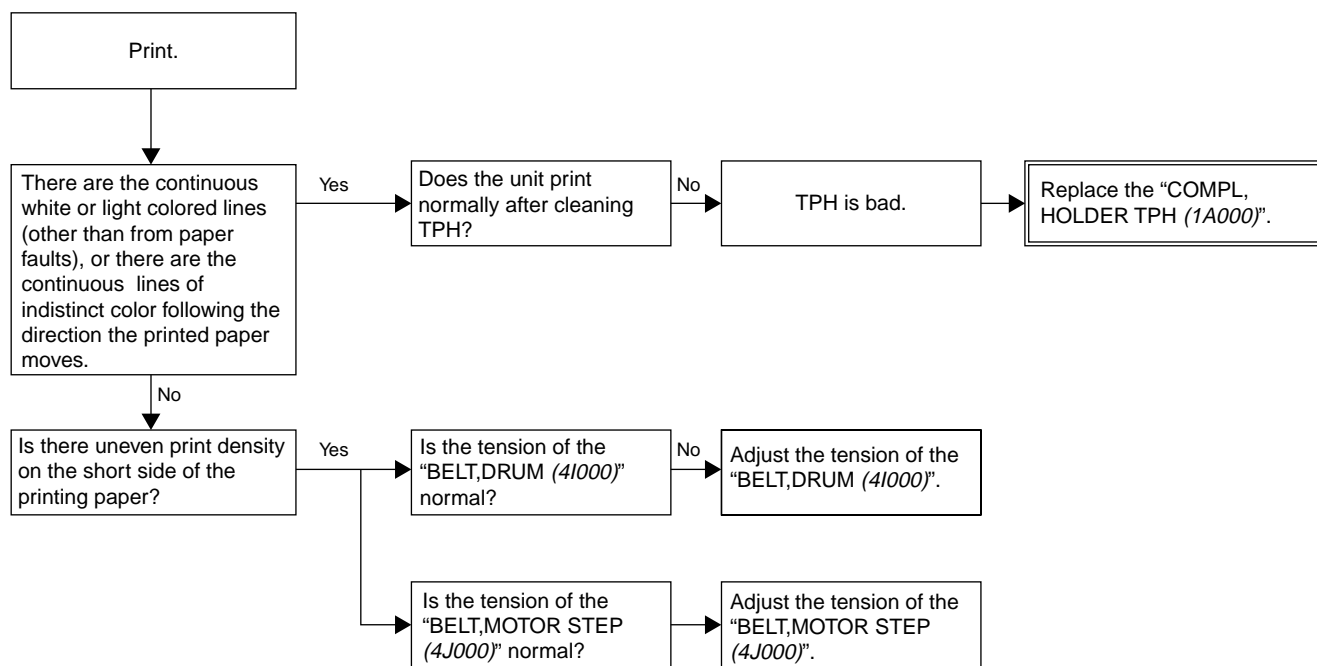 Print.
There are the continuous
white or light colored lines
(other than from paper
faults), or there are the
continuous lines of
indistinct color following the
direction the printed paper
moves.
Yes
Does the unit print
normally after cleaning
TPH?
No
TPH is bad.
Replace the “COMPL,
HOLDER TPH (1A000)”.
No
Is there uneven print density
on the short side of the
printing paper?
Yes
Is the tension of the
“BELT,DRUM (4I000)”
normal?
No
Adjust the tension of the
“BELT,DRUM (4I000)”.
Is the tension of the
“BELT,MOTOR STEP
(4J000)” normal?
Adjust the tension of the
“BELT,MOTOR STEP
(4J000)”.